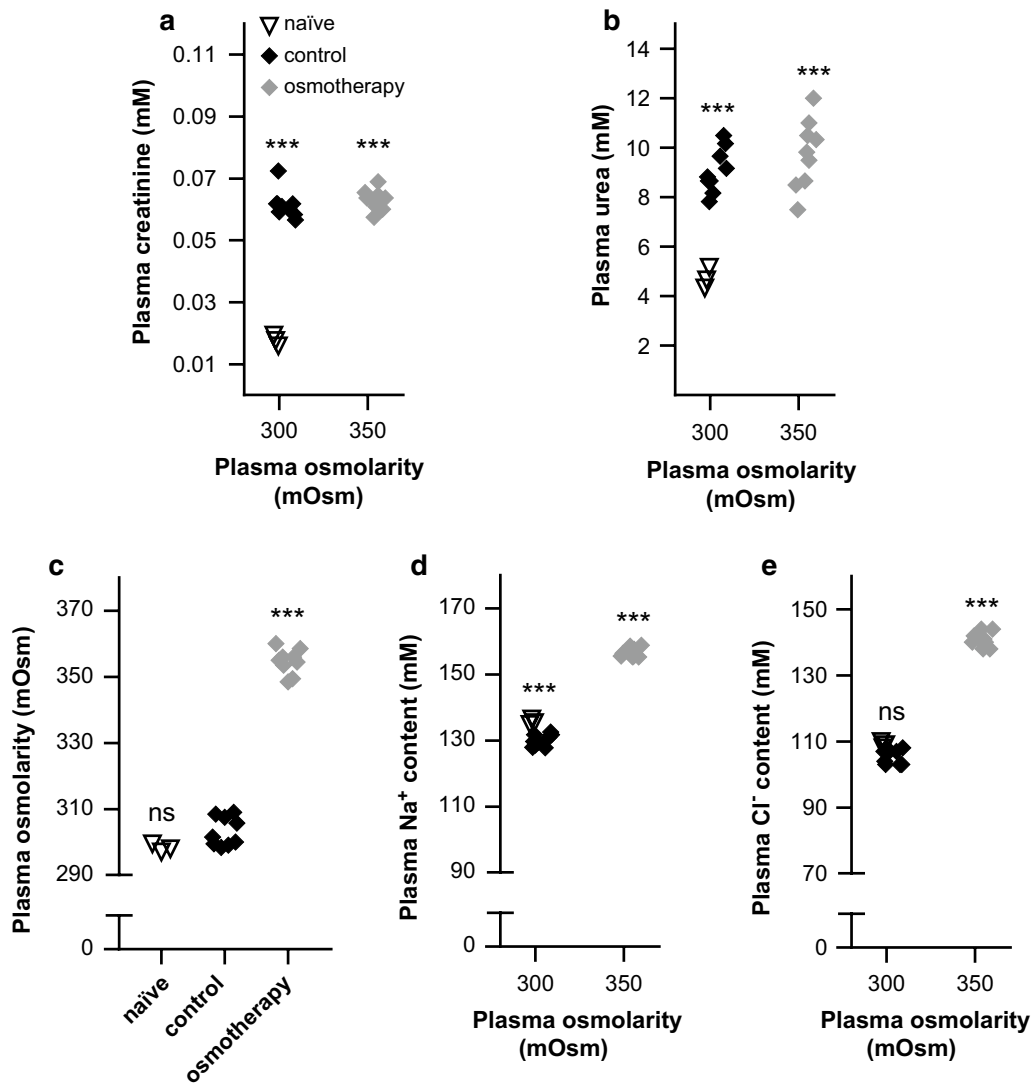 a
naïve
control
osmotherapy
Plasma creatinine (mM)
0.11
0.09
0.07
0.05
0.03
0.01
***
***
300
350
Plasma osmolarity
(mOsm)
b
Plasma urea (mM)
14
12
10
8
6
4
2
***
***
300
350
Plasma osmolarity
(mOsm)
c
Plasma osmolarity (mOsm)
370
350
330
310
290
0
ns
***
naïve
control
osmotherapy
d
Plasma Na⁺ content (mM)
170
150
130
110
90
0
***
***
300
350
Plasma osmolarity
(mOsm)
e
Plasma Cl⁻ content (mM)
150
130
110
90
70
0
ns
***
300
350
Plasma osmolarity
(mOsm)